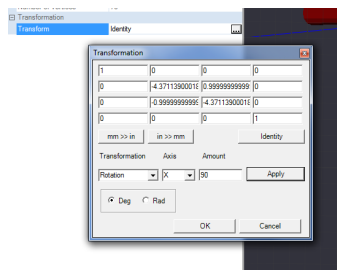 Transformation
Transform Identity ...
Transformation
1 0 0 0
0 -4.37113900018 0.99999999999 0
0 -0.9999999999 -4.37113900018 0
0 0 0 1
mm >> in in >> mm Identity
Transformation Axis Amount
Rotation X 90 Apply
Deg Rad
OK Cancel